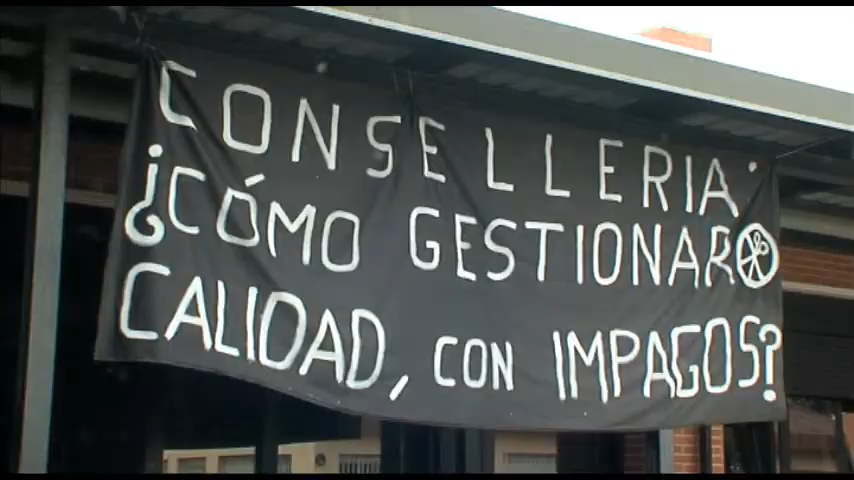 CONSELLERIA:
¿CÓMO GESTIONAR
CALIDAD, CON IMPAGOS?